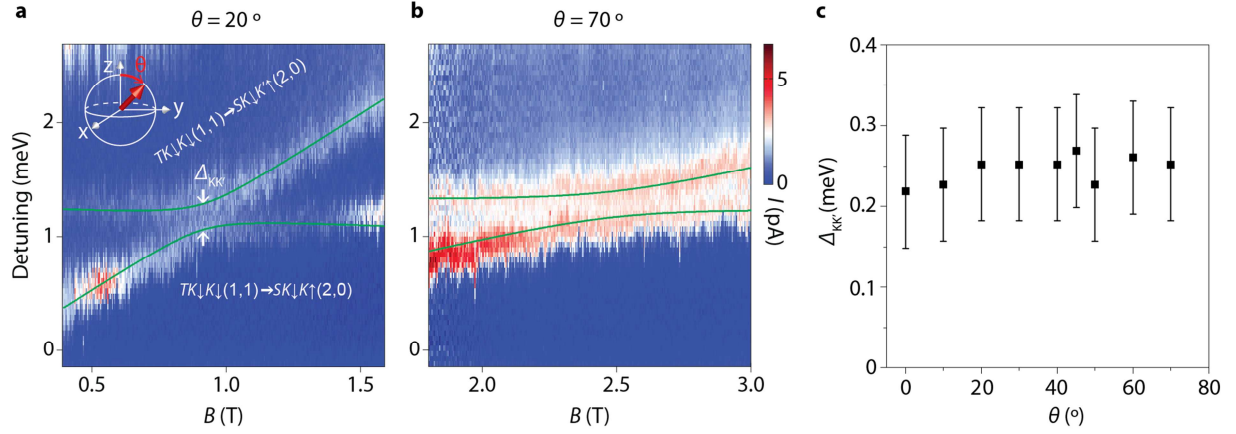 a
θ = 20 º
b
θ = 70 º
c
Detuning (meV)
2
1
0
0.5
1.0
1.5
B (T)
z
θ
y
x
TK↓K↓(1,1)→SK↓K'↑(2,0)
ΔKK'
TK↓K↓(1,1)→SK↓K↑(2,0)
2
1
0
2.0
2.5
3.0
B (T)
5
0
I (pA)
ΔKK' (meV)
0.4
0.3
0.2
0.1
0
0
20
40
60
80
θ (º)